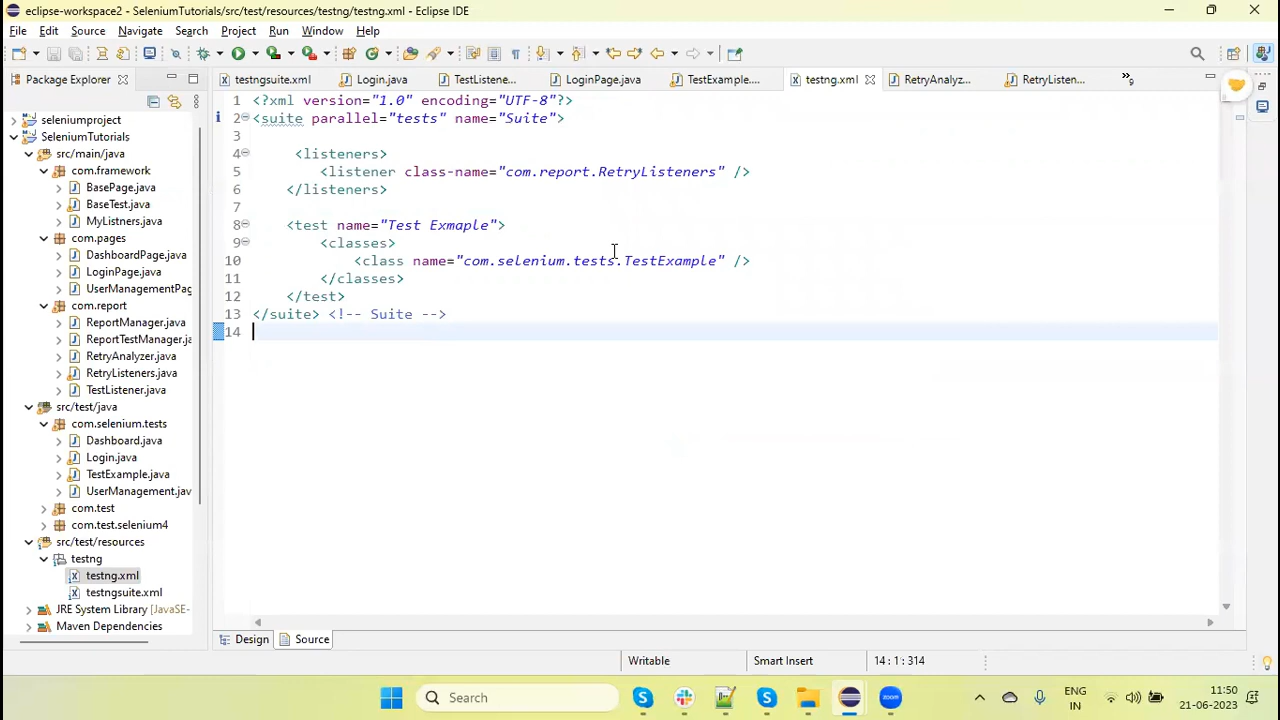 eclipse-workspace2 - SeleniumTutorials/src/test/resources/testng/testng.xml - Eclipse IDE
File Edit Source Navigate Search Project Run Window Help
Package Explorer
testngsuite.xml Login.java TestListene... LoginPage.java TestExample.... testng.xml RetryAnalyz... RetryListen... »9
seleniumproject
SeleniumTutorials
src/main/java
com.framework
BasePage.java
BaseTest.java
MyListners.java
com.pages
DashboardPage.java
LoginPage.java
UserManagementPag
com.report
ReportManager.java
ReportTestManager.ja
RetryAnalyzer.java
RetryListeners.java
TestListener.java
src/test/java
com.selenium.tests
Dashboard.java
Login.java
TestExample.java
UserManagement.jav
com.test
com.test.selenium4
src/test/resources
testng
testng.xml
testngsuite.xml
JRE System Library [JavaSE-
Maven Dependencies
1 <?xml version="1.0" encoding="UTF-8"?>
2 <suite parallel="tests" name="Suite">
3
4 <listeners>
5 <listener class-name="com.report.RetryListeners" />
6 </listeners>
7
8 <test name="Test Exmaple">
9 <classes>
10 <class name="com.selenium.tests.TestExample" />
11 </classes>
12 </test>
13 </suite> <!-- Suite -->
14
Design Source
Writable Smart Insert 14 : 1 : 314
Search
zoom
ENG
IN
11:50
21-06-2023